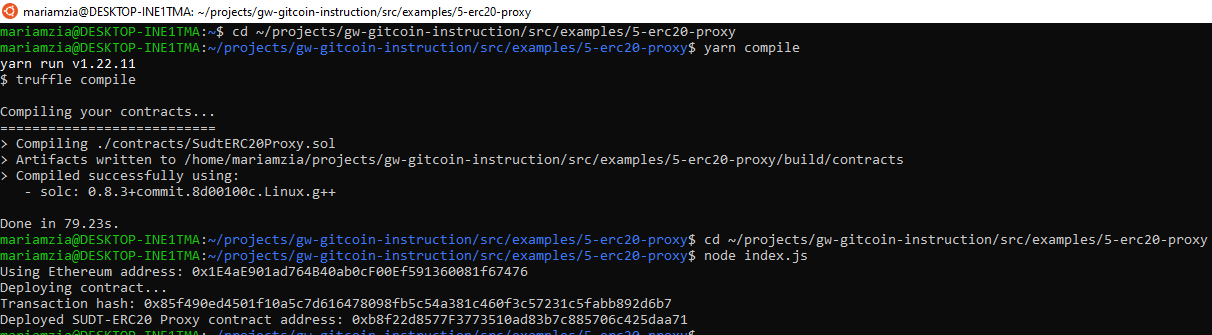 mariamzia@DESKTOP-INE1TMA: ~/projects/gw-gitcoin-instruction/src/examples/5-erc20-proxy
mariamzia@DESKTOP-INE1TMA:~$ cd ~/projects/gw-gitcoin-instruction/src/examples/5-erc20-proxy
mariamzia@DESKTOP-INE1TMA:~/projects/gw-gitcoin-instruction/src/examples/5-erc20-proxy$ yarn compile
yarn run v1.22.11
$ truffle compile
Compiling your contracts...
===========================
> Compiling ./contracts/SudtERC20Proxy.sol
> Artifacts written to /home/mariamzia/projects/gw-gitcoin-instruction/src/examples/5-erc20-proxy/build/contracts
> Compiled successfully using:
   - solc: 0.8.3+commit.8d00100c.Linux.g++
Done in 79.23s.
mariamzia@DESKTOP-INE1TMA:~/projects/gw-gitcoin-instruction/src/examples/5-erc20-proxy$ cd ~/projects/gw-gitcoin-instruction/src/examples/5-erc20-proxy
mariamzia@DESKTOP-INE1TMA:~/projects/gw-gitcoin-instruction/src/examples/5-erc20-proxy$ node index.js
Using Ethereum address: 0x1E4aE901ad764B40ab0cF00Ef591360081f67476
Deploying contract...
Transaction hash: 0x85f490ed4501f10a5c7d616478098fb5c54a381c460f3c57231c5fabb892d6b7
Deployed SUDT-ERC20 Proxy contract address: 0xb8f22d8577F3773510ad83b7c885706c425daa71
mariamzia@DESKTOP-INE1TMA:~/projects/gw-gitcoin-instruction/src/examples/5-erc20-proxy$